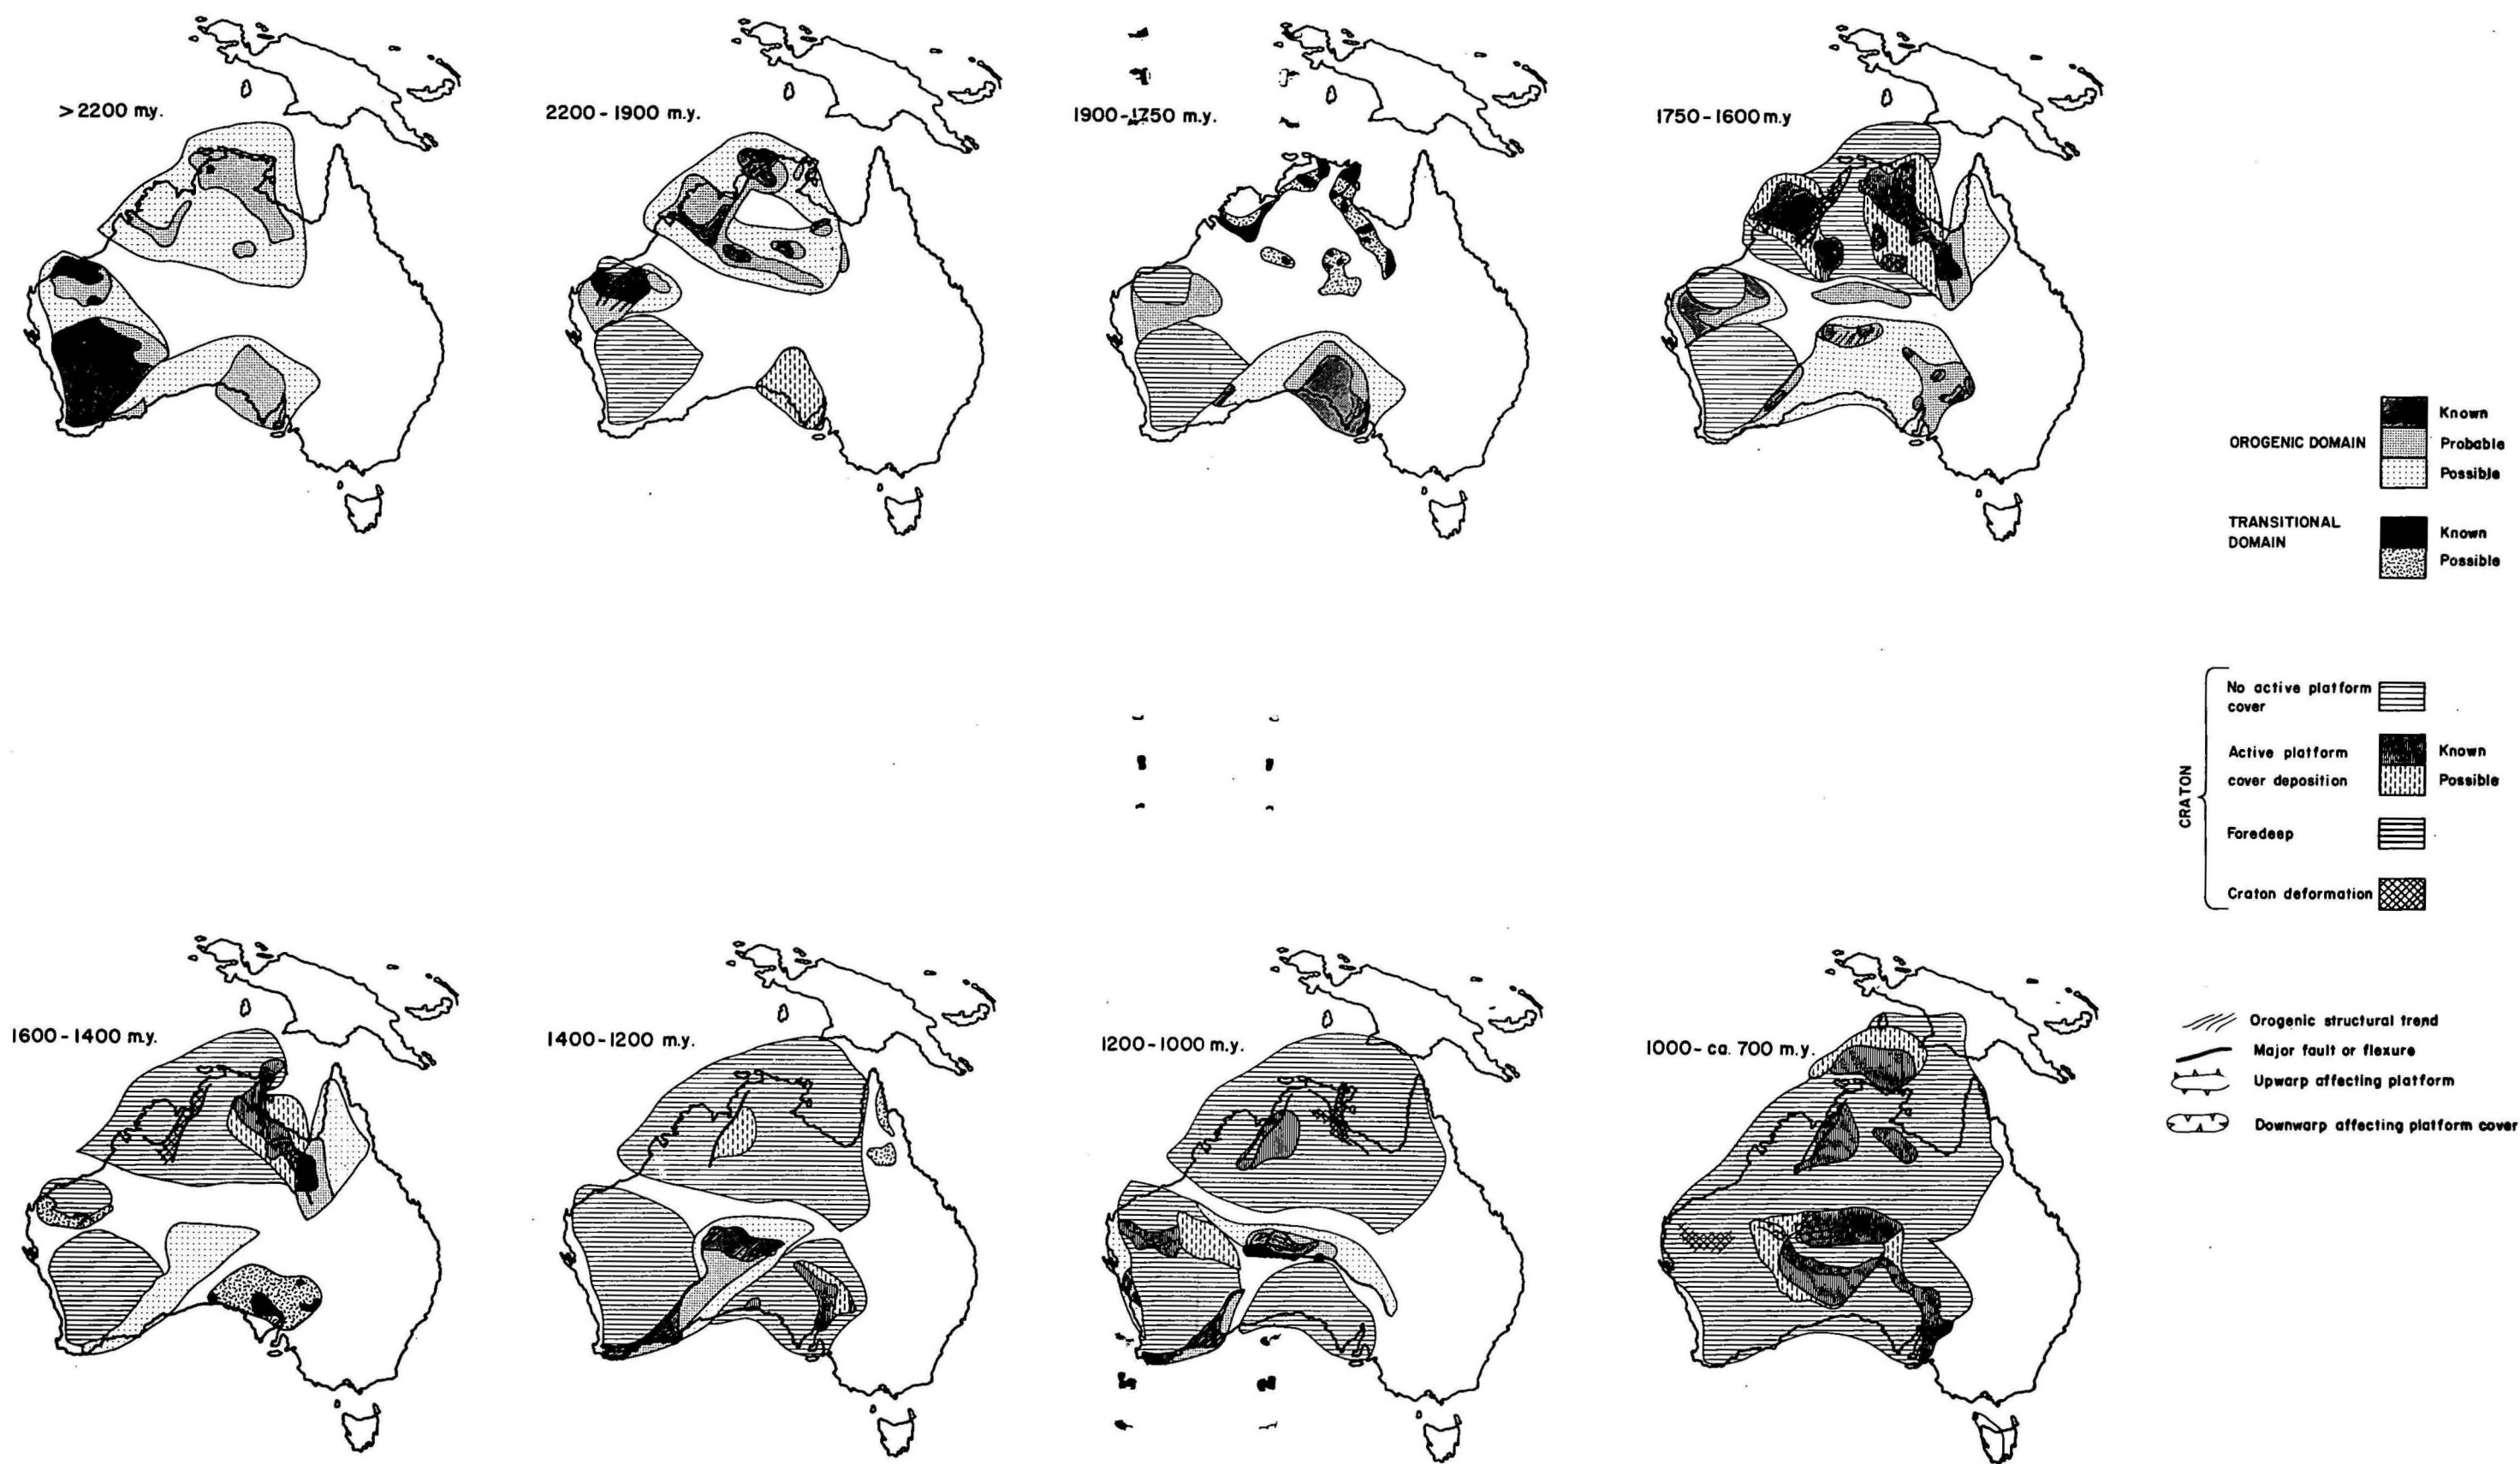 >2200 m.y.
2200-1900 m.y.
1900-1750 m.y.
1750-1600 m.y
OROGENIC DOMAIN
Known
Probable
Possible
TRANSITIONAL
DOMAIN
Known
Possible
CRATON
No active platform
cover
Active platform
cover deposition
Known
Possible
Foredeep
Craton deformation
1600-1400 m.y.
1400-1200 m.y.
1200-1000 m.y.
1000-ca. 700 m.y.
Orogenic structural trend
Major fault or flexure
Upwarp affecting platform
Downwarp affecting platform cover